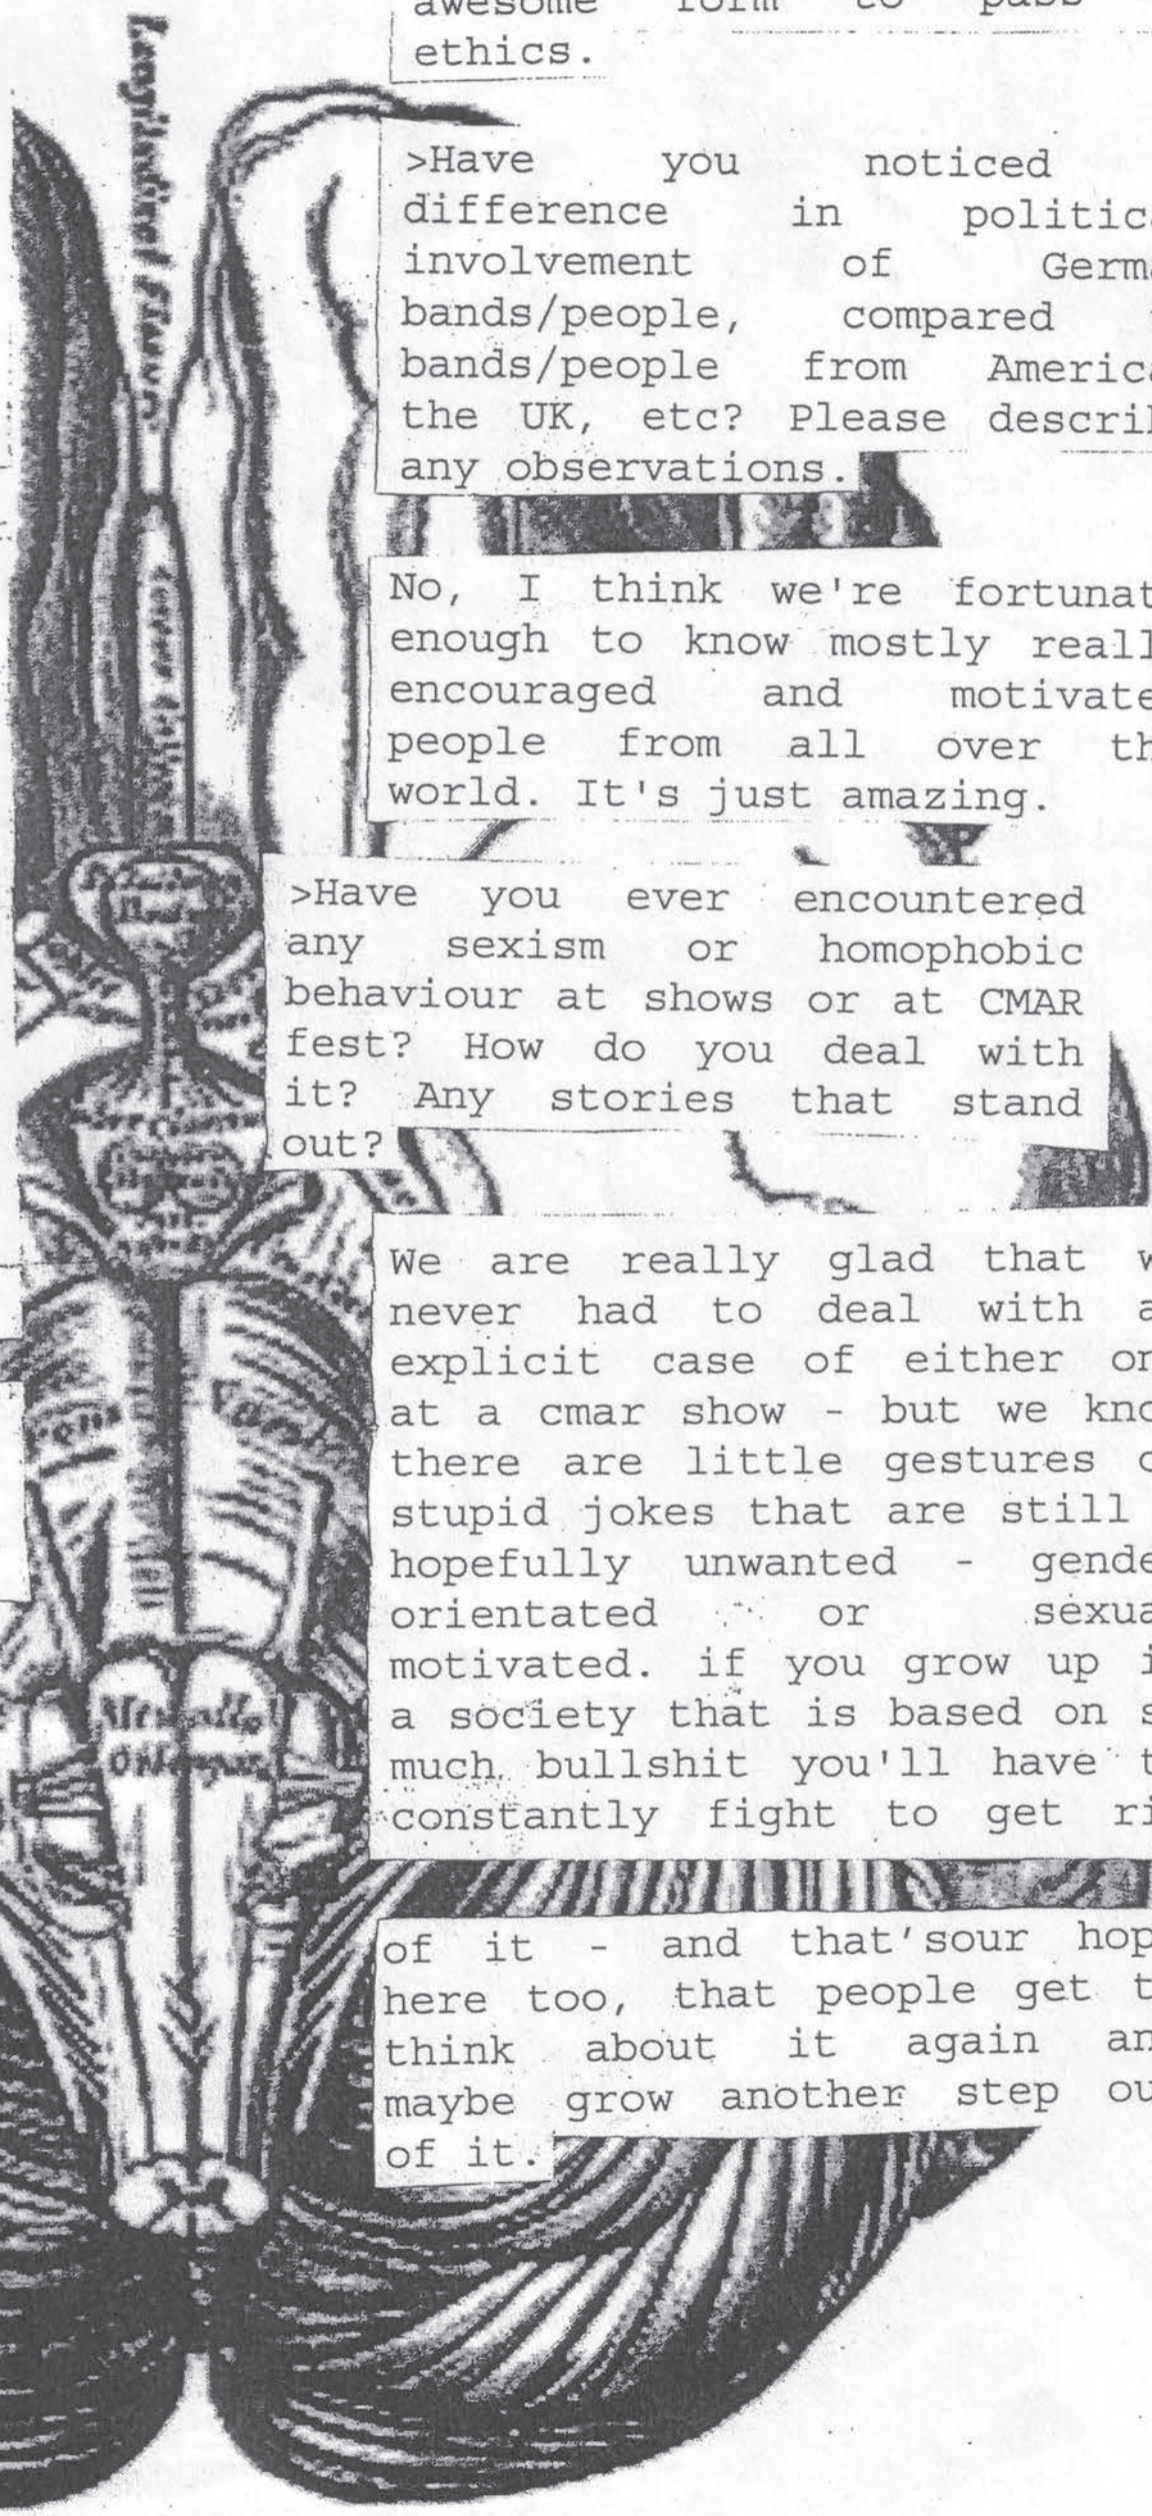 awesome form to pass
ethics.
>Have you noticed
difference in politica
involvement of Germa
bands/people, compared
bands/people from America
the UK, etc? Please describ
any observations.
No, I think we're fortunat
enough to know mostly reall
encouraged and motivate
people from all over th
world. It's just amazing.
>Have you ever encountered
any sexism or homophobic
behaviour at shows or at CMAR
fest? How do you deal with
it? Any stories that stand
out?
We are really glad that w
never had to deal with a
explicit case of either on
at a cmar show - but we kno
there are little gestures o
stupid jokes that are still
hopefully unwanted - gende
orientated or sexua
motivated. if you grow up i
a society that is based on s
much bullshit you'll have t
constantly fight to get ri
of it - and that'sour hop
here too, that people get t
think about it again an
maybe grow another step ou
of it.